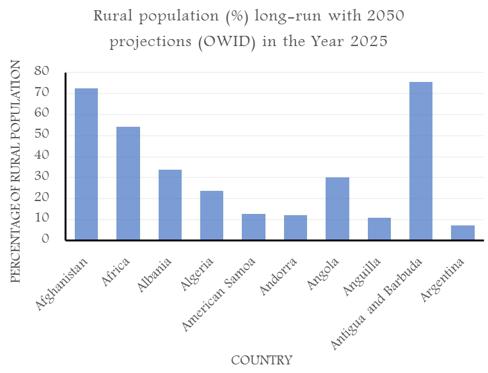 Rural population (%) long-run with 2050
projections (OWID) in the Year 2025
PERCENTAGE OF RURAL POPULATION
80
70
60
50
40
30
20
10
0
Afghanistan
Africa
Albania
Algeria
American Samoa
Andorra
Angola
Anguilla
Antigua and Barbuda
Argentina
COUNTRY